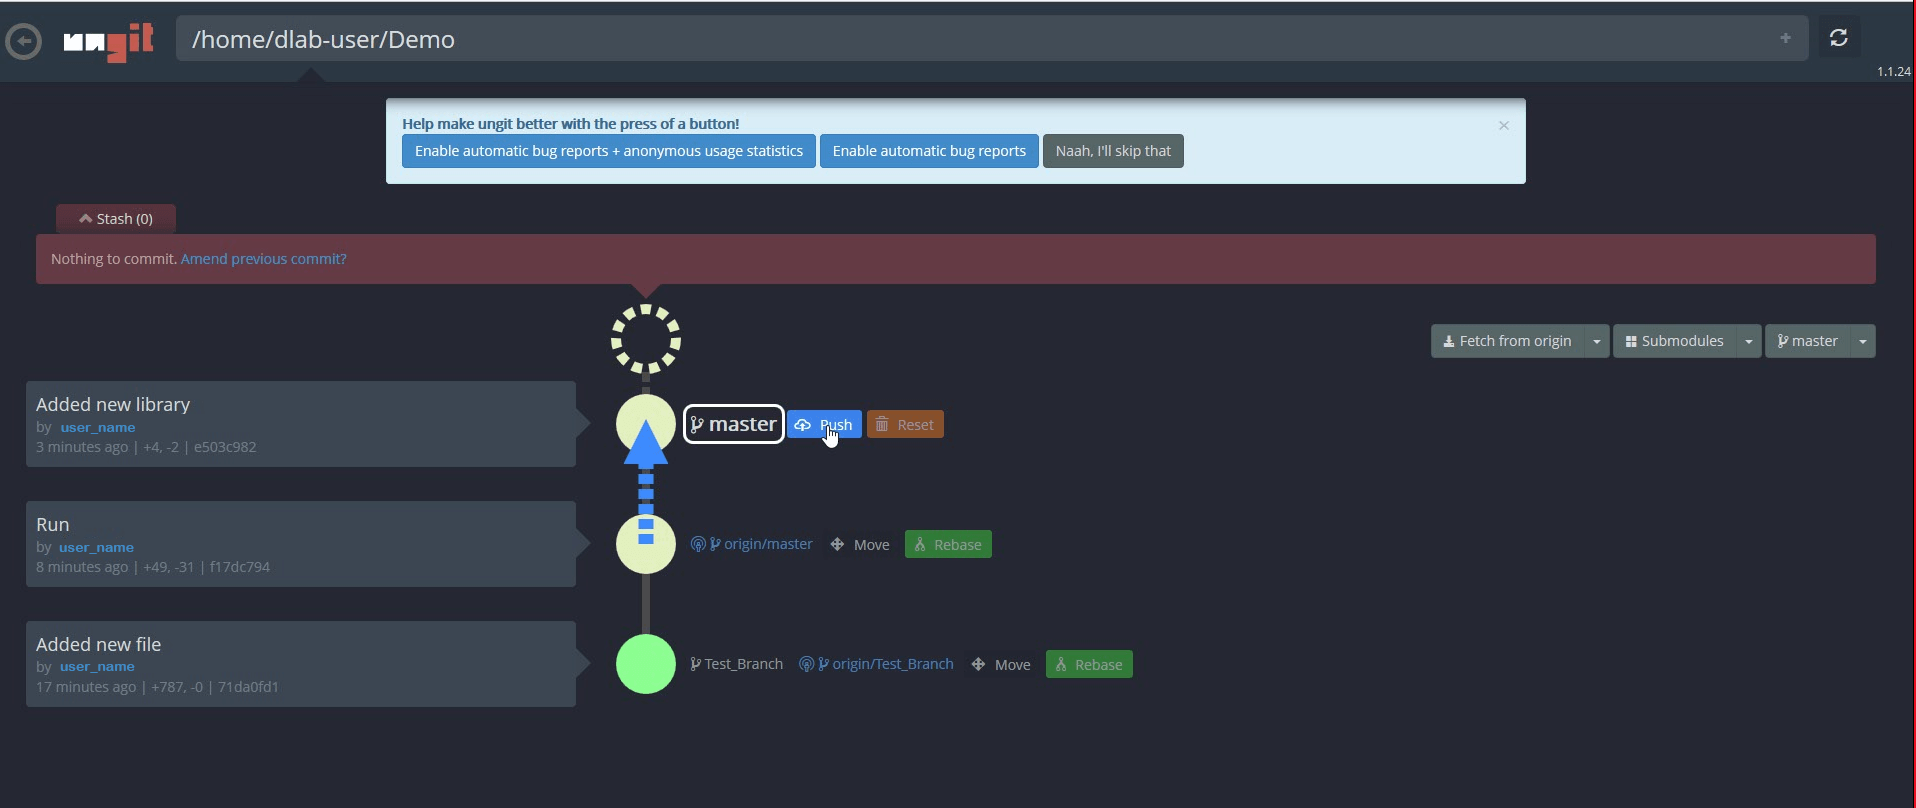 ungit
/home/dlab-user/Demo
+
1.1.24
Help make ungit better with the press of a button!
×
Enable automatic bug reports + anonymous usage statistics
Enable automatic bug reports
Naah, I'll skip that
Stash (0)
Nothing to commit. Amend previous commit?
Fetch from origin
Submodules
master
Added new library
by user_name
3 minutes ago | +4, -2 | e503c982
master
Push
Reset
Run
by user_name
8 minutes ago | +49, -31 | f17dc794
origin/master
Move
Rebase
Added new file
by user_name
17 minutes ago | +787, -0 | 71da0fd1
Test_Branch
origin/Test_Branch
Move
Rebase